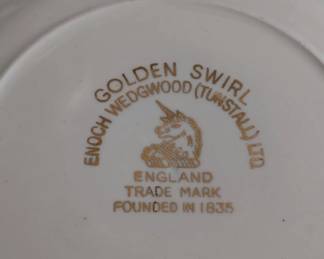 GOLDEN SWIRL
ENOCH WEDGWOOD (TUNSTALL) LTD
ENGLAND
TRADE MARK
FOUNDED IN 1835